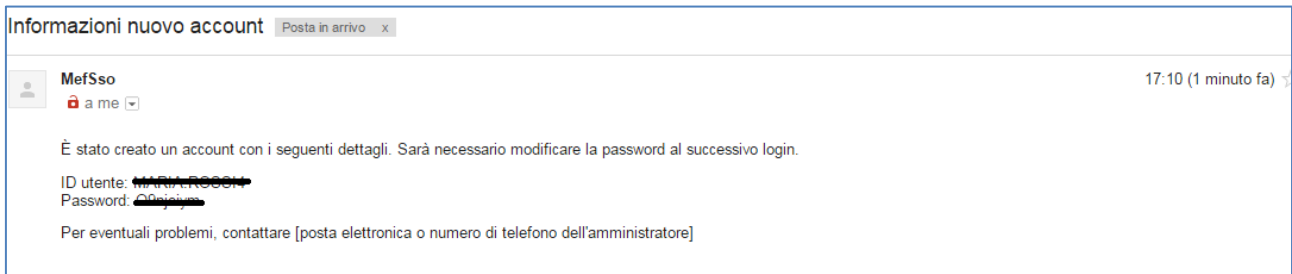 Informazioni nuovo account Posta in arrivo x
MefSso 17:10 (1 minuto fa)
a me
È stato creato un account con i seguenti dettagli. Sarà necessario modificare la password al successivo login.
ID utente:
Password:
Per eventuali problemi, contattare [posta elettronica o numero di telefono dell'amministratore]